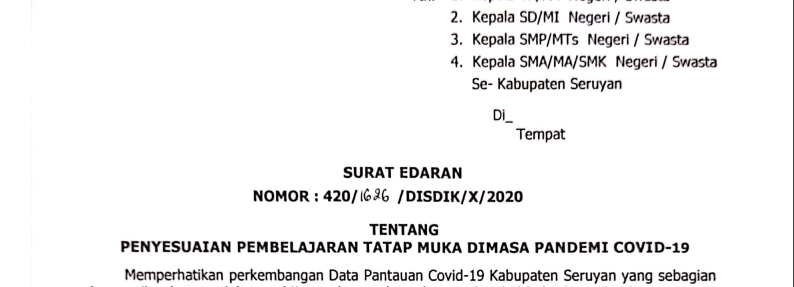 2. Kepala SD/MI Negeri / Swasta
3. Kepala SMP/MTs Negeri / Swasta
4. Kepala SMA/MA/SMK Negeri / Swasta
Se- Kabupaten Seruyan
Di_
Tempat
SURAT EDARAN
NOMOR : 420/1626 /DISDIK/X/2020
TENTANG
PENYESUAIAN PEMBELAJARAN TATAP MUKA DIMASA PANDEMI COVID-19
Memperhatikan perkembangan Data Pantauan Covid-19 Kabupaten Seruyan yang sebagian